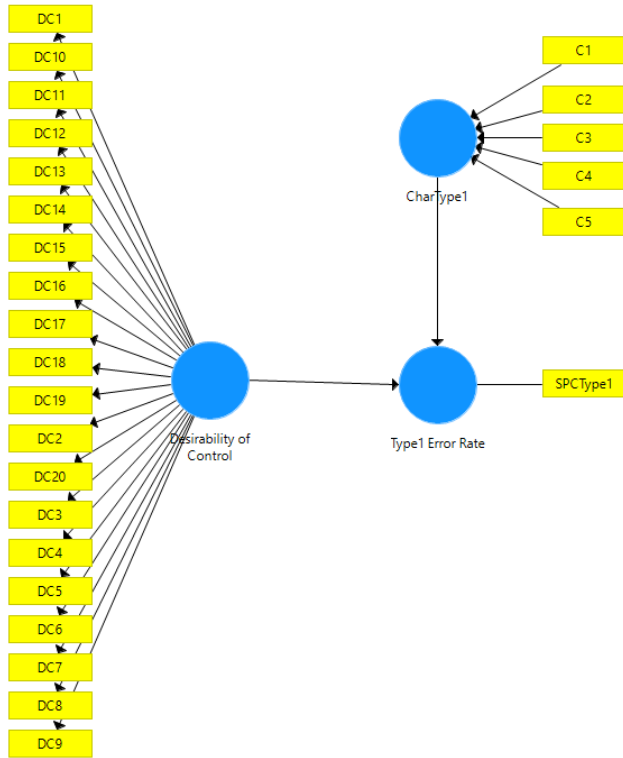 DC1
DC10
DC11
DC12
DC13
DC14
DC15
DC16
DC17
DC18
DC19
DC2
DC20
DC3
DC4
DC5
DC6
DC7
DC8
DC9
Desirability of
Control
CharType1
Type1 Error Rate
C1
C2
C3
C4
C5
SPCType1